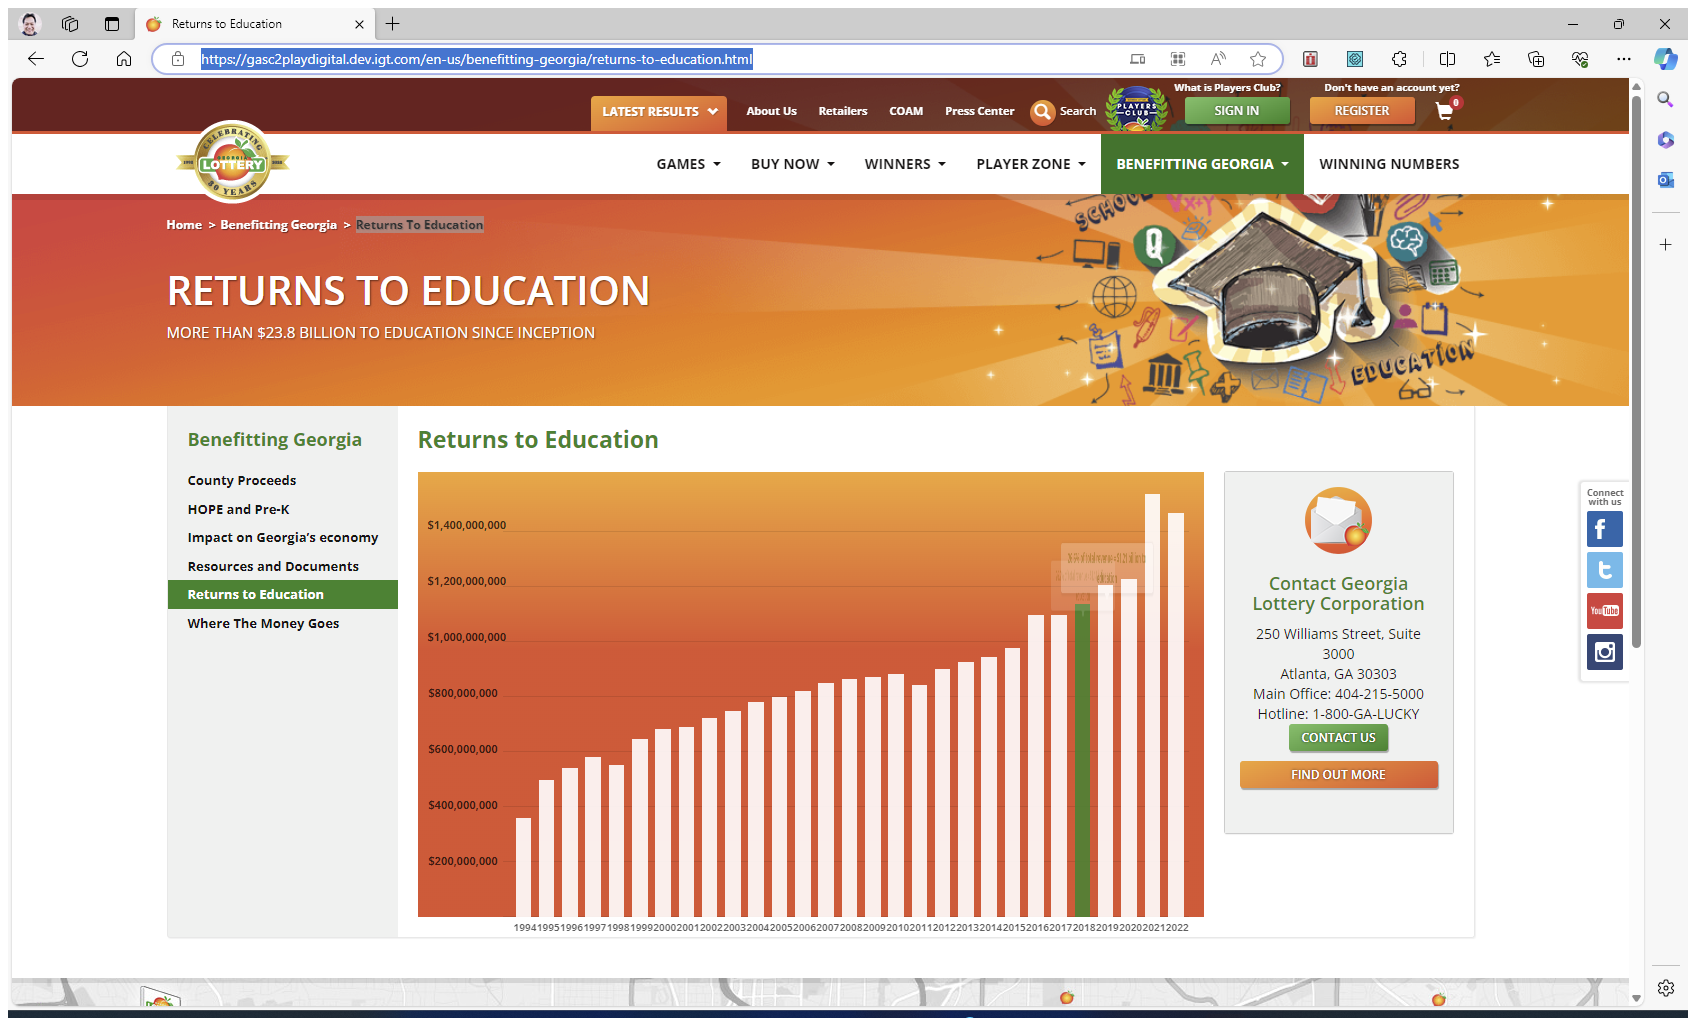 Returns to Education
https://gasc2playdigital.dev.igt.com/en-us/benefitting-georgia/returns-to-education.html
What is Players Club?
Don't have an account yet?
LATEST RESULTS
About Us
Retailers
COAM
Press Center
Search
PLAYERS
CLUB
SIGN IN
REGISTER
0
CELEBRATING
GEORGIA
LOTTERY
30 YEARS
GAMES
BUY NOW
WINNERS
PLAYER ZONE
BENEFITTING GEORGIA
WINNING NUMBERS
Home > Benefitting Georgia > Returns To Education
RETURNS TO EDUCATION
MORE THAN $23.8 BILLION TO EDUCATION SINCE INCEPTION
SCHOOL
√x+y
Q
EDUCATION
Benefitting Georgia
County Proceeds
HOPE and Pre-K
Impact on Georgia's economy
Resources and Documents
Returns to Education
Where The Money Goes
Returns to Education
$1,400,000,000
$1,200,000,000
$1,000,000,000
$800,000,000
$600,000,000
$400,000,000
$200,000,000
1994 1995 1996 1997 1998 1999 2000 2001 2002 2003 2004 2005 2006 2007 2008 2009 2010 2011 2012 2013 2014 2015 2016 2017 2018 2019 2020 2021 2022
Contact Georgia
Lottery Corporation
250 Williams Street, Suite
3000
Atlanta, GA 30303
Main Office: 404-215-5000
Hotline: 1-800-GA-LUCKY
CONTACT US
FIND OUT MORE
Connect
with us
f
t
YouTube